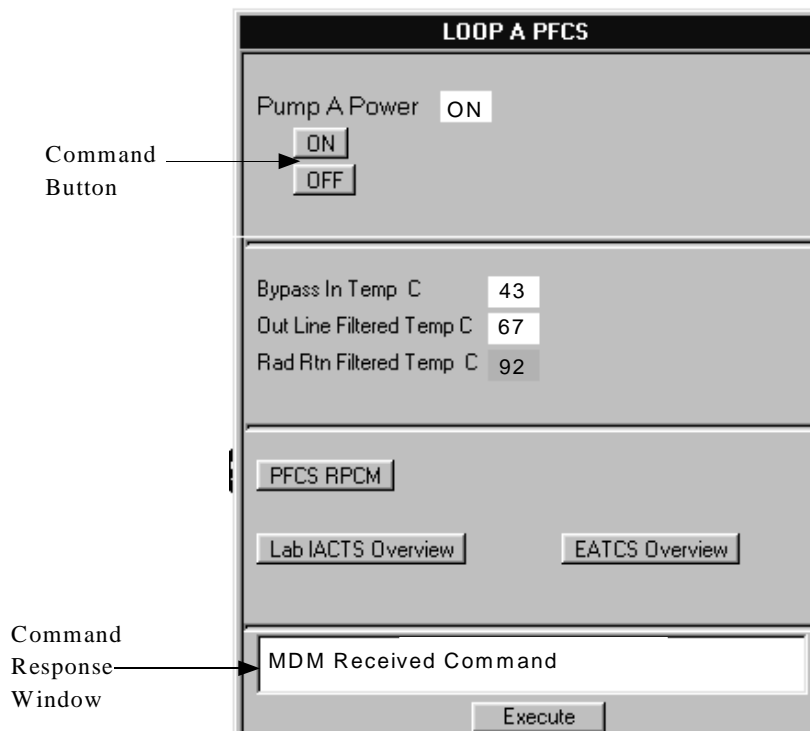 LOOP A PFCS
Pump A Power ON
ON
OFF
Command
Button
Bypass In Temp C 43
Out Line Filtered Temp C 67
Rad Rtn Filtered Temp C 92
PFCS RPCM
Lab IACTS Overview EATCS Overview
Command
Response
Window
MDM Received Command
Execute